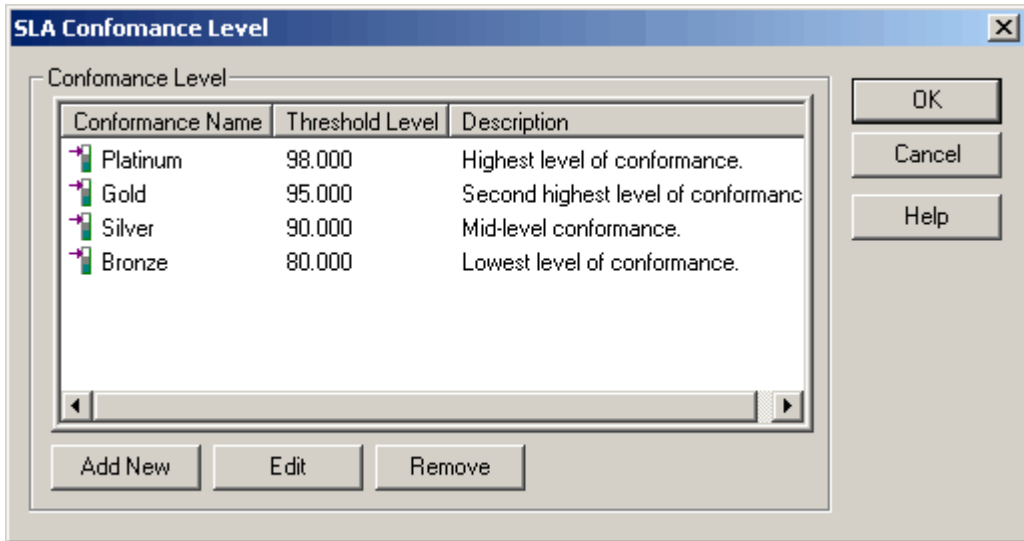 SLA Confomance Level
Confomance Level
Conformance Name Threshold Level Description
Platinum 98.000 Highest level of conformance.
Gold 95.000 Second highest level of conformanc
Silver 90.000 Mid-level conformance.
Bronze 80.000 Lowest level of conformance.
Add New Edit Remove
OK
Cancel
Help